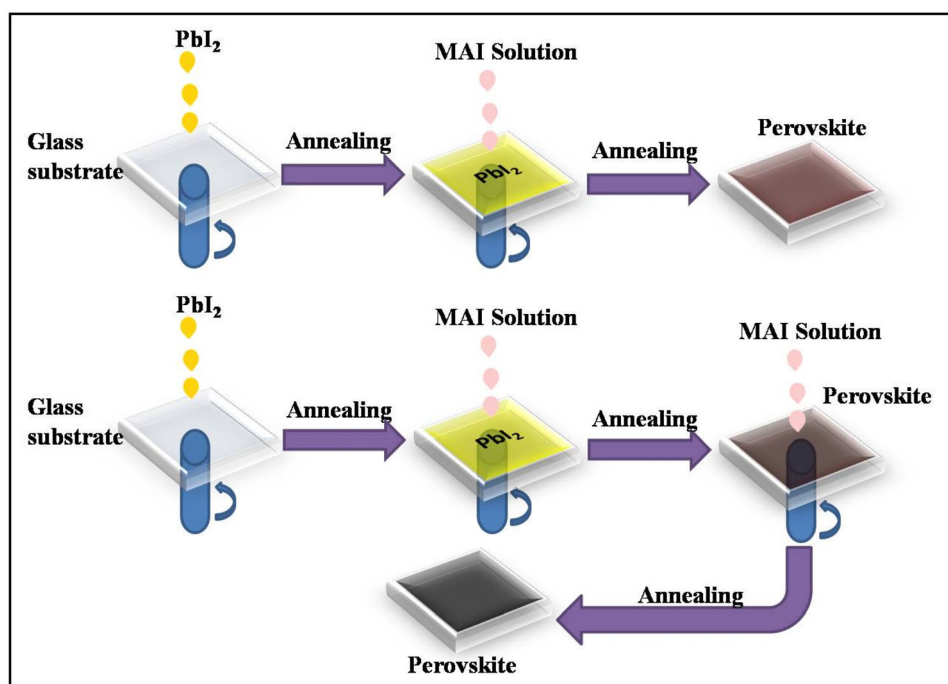 PbI₂
MAI Solution
Glass
substrate
Annealing
PbI₂
Annealing
Perovskite
PbI₂
MAI Solution
MAI Solution
Glass
substrate
Annealing
PbI₂
Annealing
Perovskite
Annealing
Perovskite